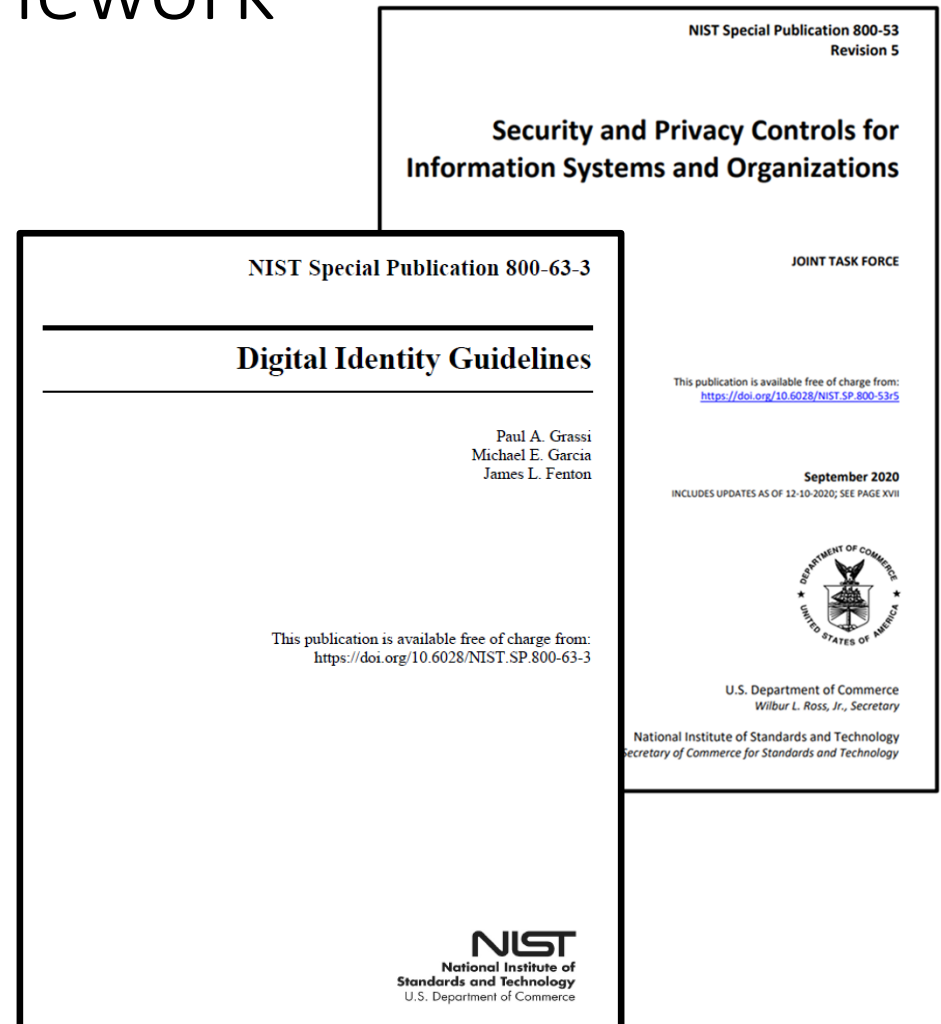 NIST Special Publication 800-53
Revision 5
Security and Privacy Controls for
Information Systems and Organizations
JOINT TASK FORCE
This publication is available free of charge from:
https://doi.org/10.6028/NIST.SP.800-53r5
September 2020
INCLUDES UPDATES AS OF 12-10-2020; SEE PAGE XVII
DEPARTMENT OF COMMERCE
UNITED STATES OF AMERICA
U.S. Department of Commerce
Wilbur L. Ross, Jr., Secretary
National Institute of Standards and Technology
Secretary of Commerce for Standards and Technology
NIST Special Publication 800-63-3
Digital Identity Guidelines
Paul A. Grassi
Michael E. Garcia
James L. Fenton
This publication is available free of charge from:
https://doi.org/10.6028/NIST.SP.800-63-3
NIST
National Institute of
Standards and Technology
U.S. Department of Commerce